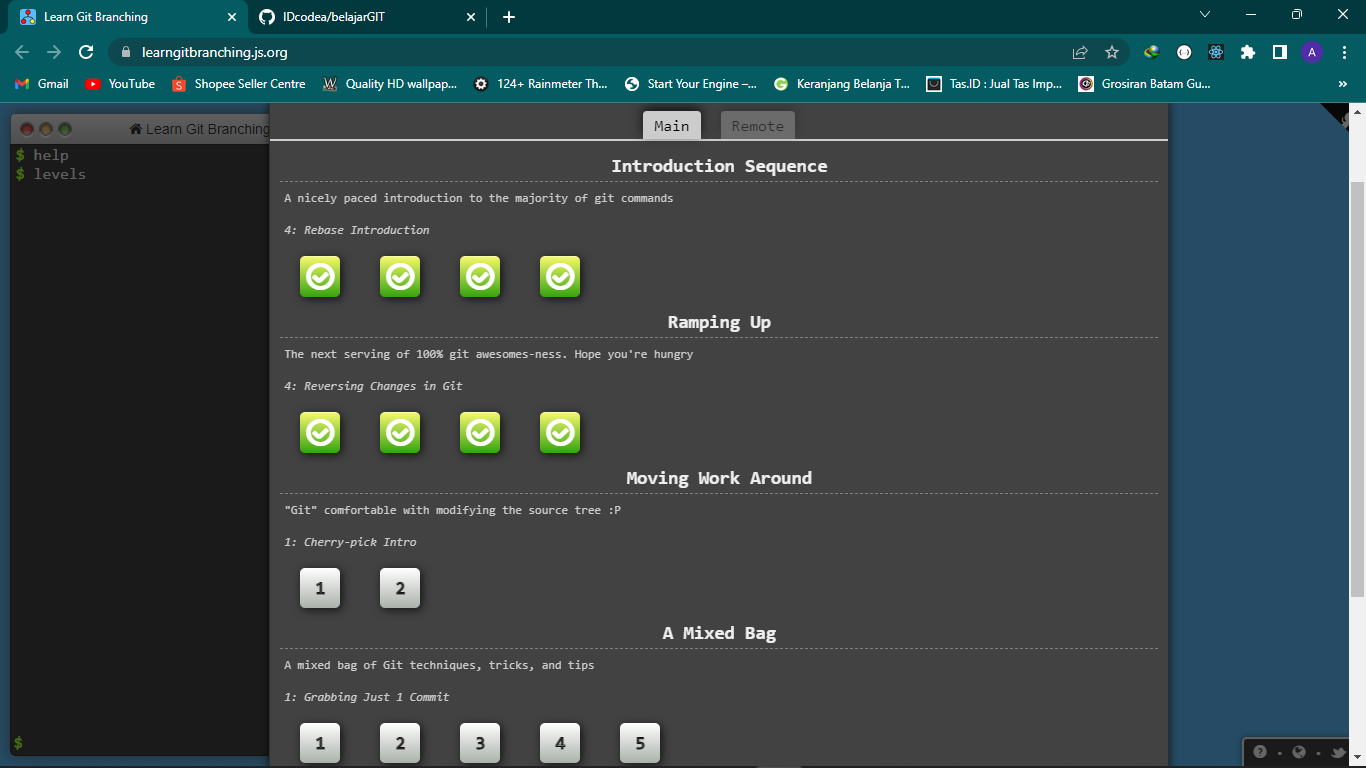 Learn Git Branching
IDcodea/belajarGIT
learngitbranching.js.org
A
Gmail
YouTube
Shopee Seller Centre
Quality HD wallpap...
124+ Rainmeter Th...
Start Your Engine –...
Keranjang Belanja T...
Tas.ID : Jual Tas Imp...
Grosiran Batam Gu...
»
Learn Git Branching
$ help
$ levels
$
Main
Remote
Introduction Sequence
A nicely paced introduction to the majority of git commands
4: Rebase Introduction
Ramping Up
The next serving of 100% git awesomes-ness. Hope you're hungry
4: Reversing Changes in Git
Moving Work Around
"Git" comfortable with modifying the source tree :P
1: Cherry-pick Intro
1 2
A Mixed Bag
A mixed bag of Git techniques, tricks, and tips
1: Grabbing Just 1 Commit
1 2 3 4 5